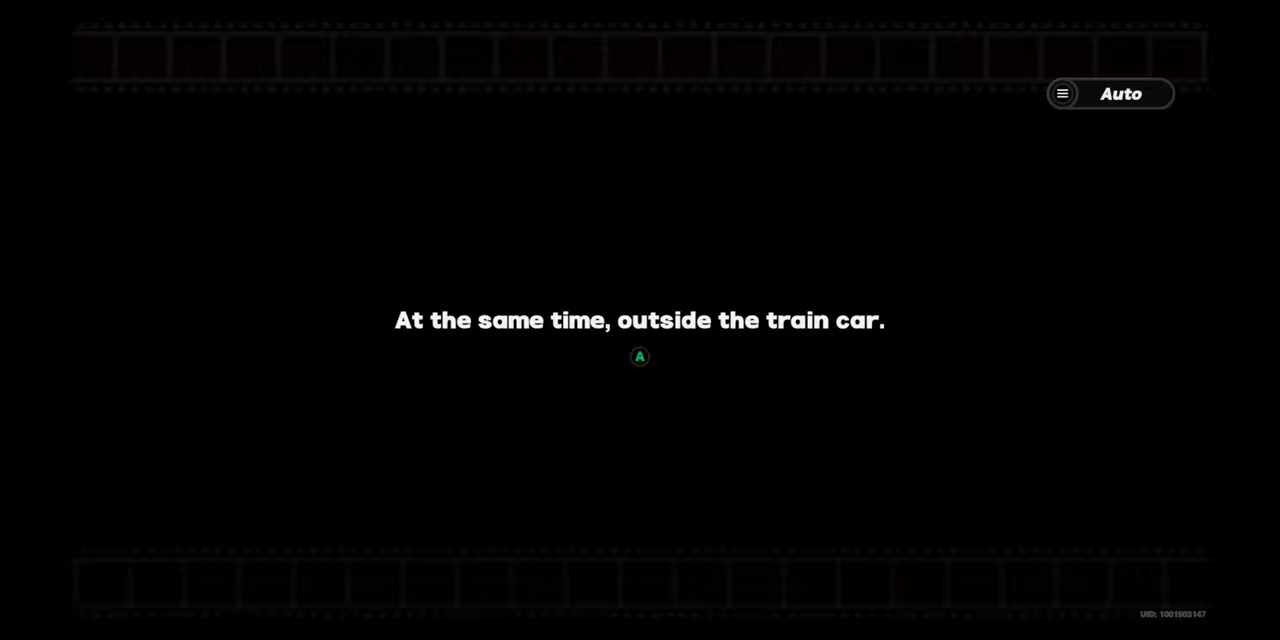 Auto
At the same time, outside the train car.
A
UID: 1001503147